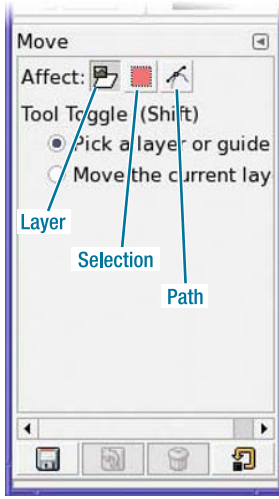 Move
Affect:
Tool Toggle (Shift)
Pick a layer or guide
Move the current lay
Layer
Selection
Path